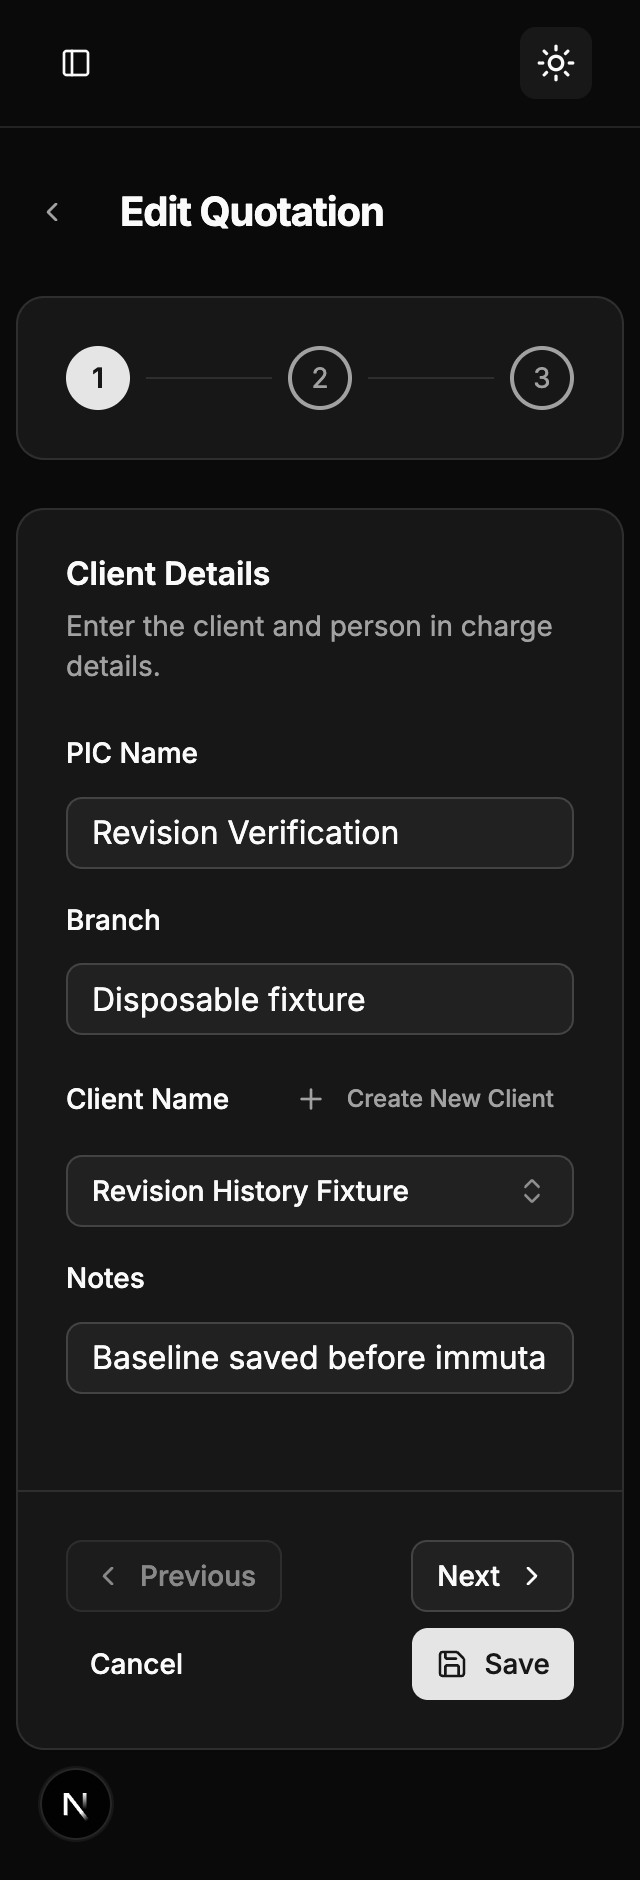 Edit Quotation
1
2
3
Client Details
Enter the client and person in charge
details.
PIC Name
Revision Verification
Branch
Disposable fixture
Client Name
Create New Client
Revision History Fixture
Notes
Baseline saved before immuta
Previous
Next
Cancel
Save
N